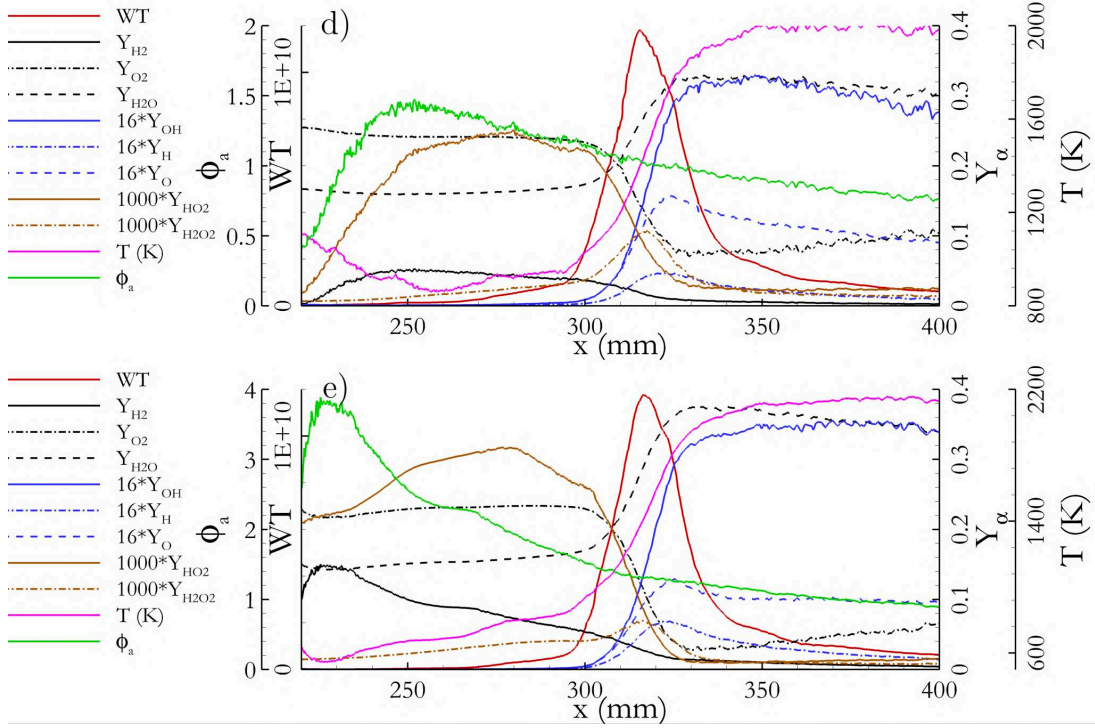 WT
Y_H2
Y_O2
Y_H2O
16*Y_OH
16*Y_H
16*Y_O
1000*Y_HO2
1000*Y_H2O2
T (K)
ϕ_a
d)
ϕ_a
0 0.5 1 1.5 2
WT
0 1E+10
250 300 350 400
x (mm)
Y_α
0 0.1 0.2 0.3 0.4
T (K)
800 1200 1600 2000
WT
Y_H2
Y_O2
Y_H2O
16*Y_OH
16*Y_H
16*Y_O
1000*Y_HO2
1000*Y_H2O2
T (K)
ϕ_a
e)
ϕ_a
0 1 2 3 4
WT
0 1E+10
250 300 350 400
x (mm)
Y_α
0 0.1 0.2 0.3 0.4
T (K)
600 1400 2200